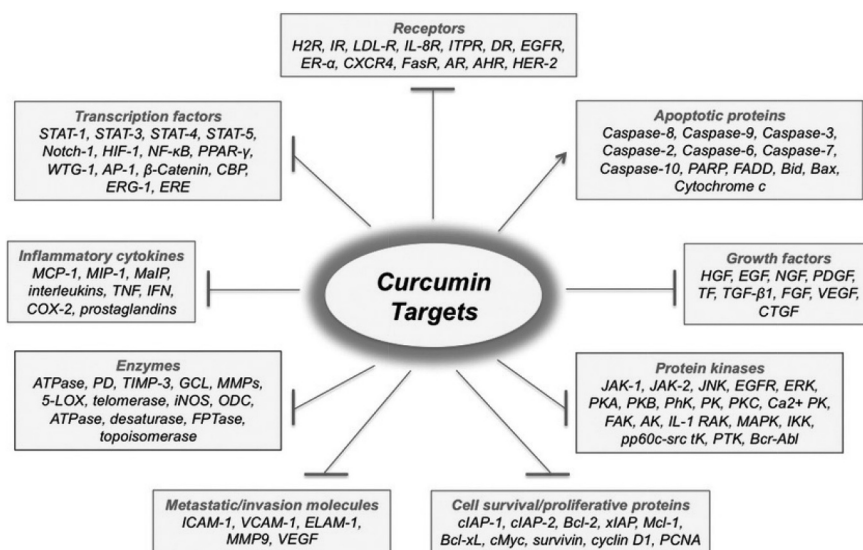 Receptors
H2R, IR, LDL-R, IL-8R, ITPR, DR, EGFR,
ER-α, CXCR4, FasR, AR, AHR, HER-2
Transcription factors
STAT-1, STAT-3, STAT-4, STAT-5,
Notch-1, HIF-1, NF-κB, PPAR-γ,
WTG-1, AP-1, β-Catenin, CBP,
ERG-1, ERE
Apoptotic proteins
Caspase-8, Caspase-9, Caspase-3,
Caspase-2, Caspase-6, Caspase-7,
Caspase-10, PARP, FADD, Bid, Bax,
Cytochrome c
Inflammatory cytokines
MCP-1, MIP-1, MaIP,
interleukins, TNF, IFN,
COX-2, prostaglandins
Curcumin
Targets
Growth factors
HGF, EGF, NGF, PDGF,
TF, TGF-β1, FGF, VEGF,
CTGF
Enzymes
ATPase, PD, TIMP-3, GCL, MMPs,
5-LOX, telomerase, iNOS, ODC,
ATPase, desaturase, FPTase,
topoisomerase
Protein kinases
JAK-1, JAK-2, JNK, EGFR, ERK,
PKA, PKB, PhK, PK, PKC, Ca2+ PK,
FAK, AK, IL-1 RAK, MAPK, IKK,
pp60c-src tK, PTK, Bcr-Abl
Metastatic/invasion molecules
ICAM-1, VCAM-1, ELAM-1,
MMP9, VEGF
Cell survival/proliferative proteins
cIAP-1, cIAP-2, Bcl-2, xIAP, Mcl-1,
Bcl-xL, cMyc, survivin, cyclin D1, PCNA